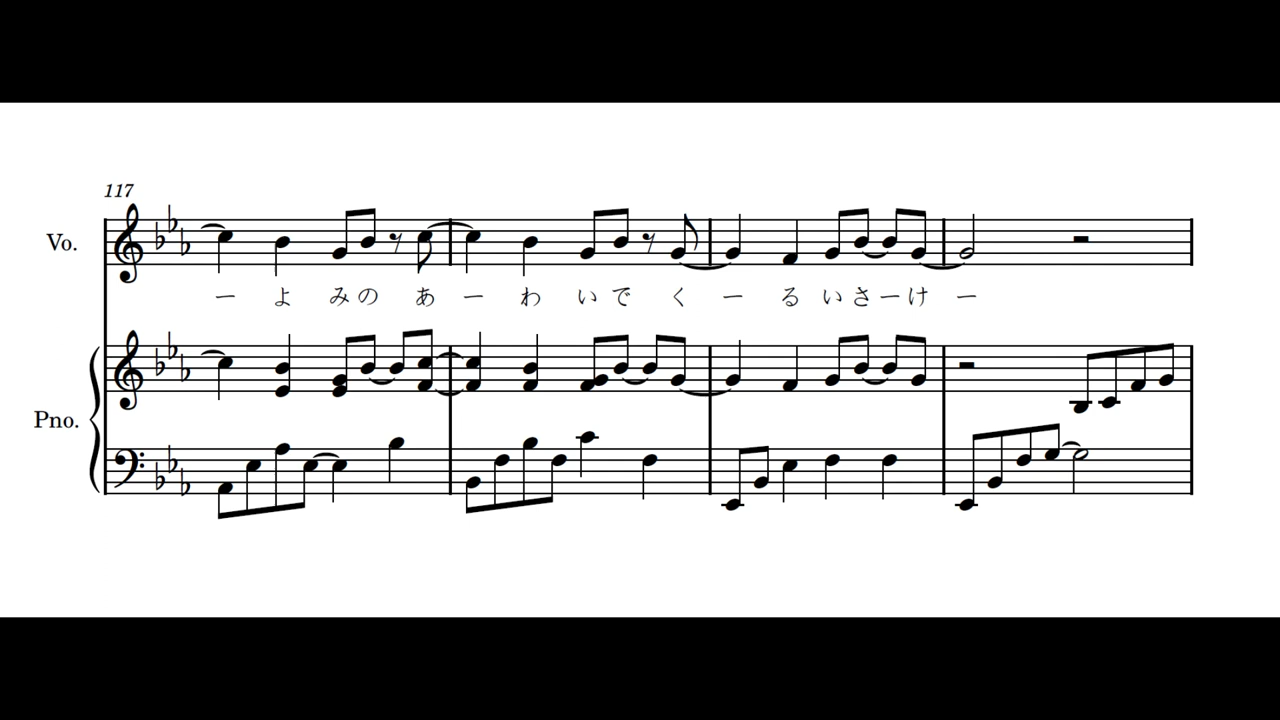 117
Vo.
ー よ み の あ ー わ い で く ー る い さ ー け ー
Pno.